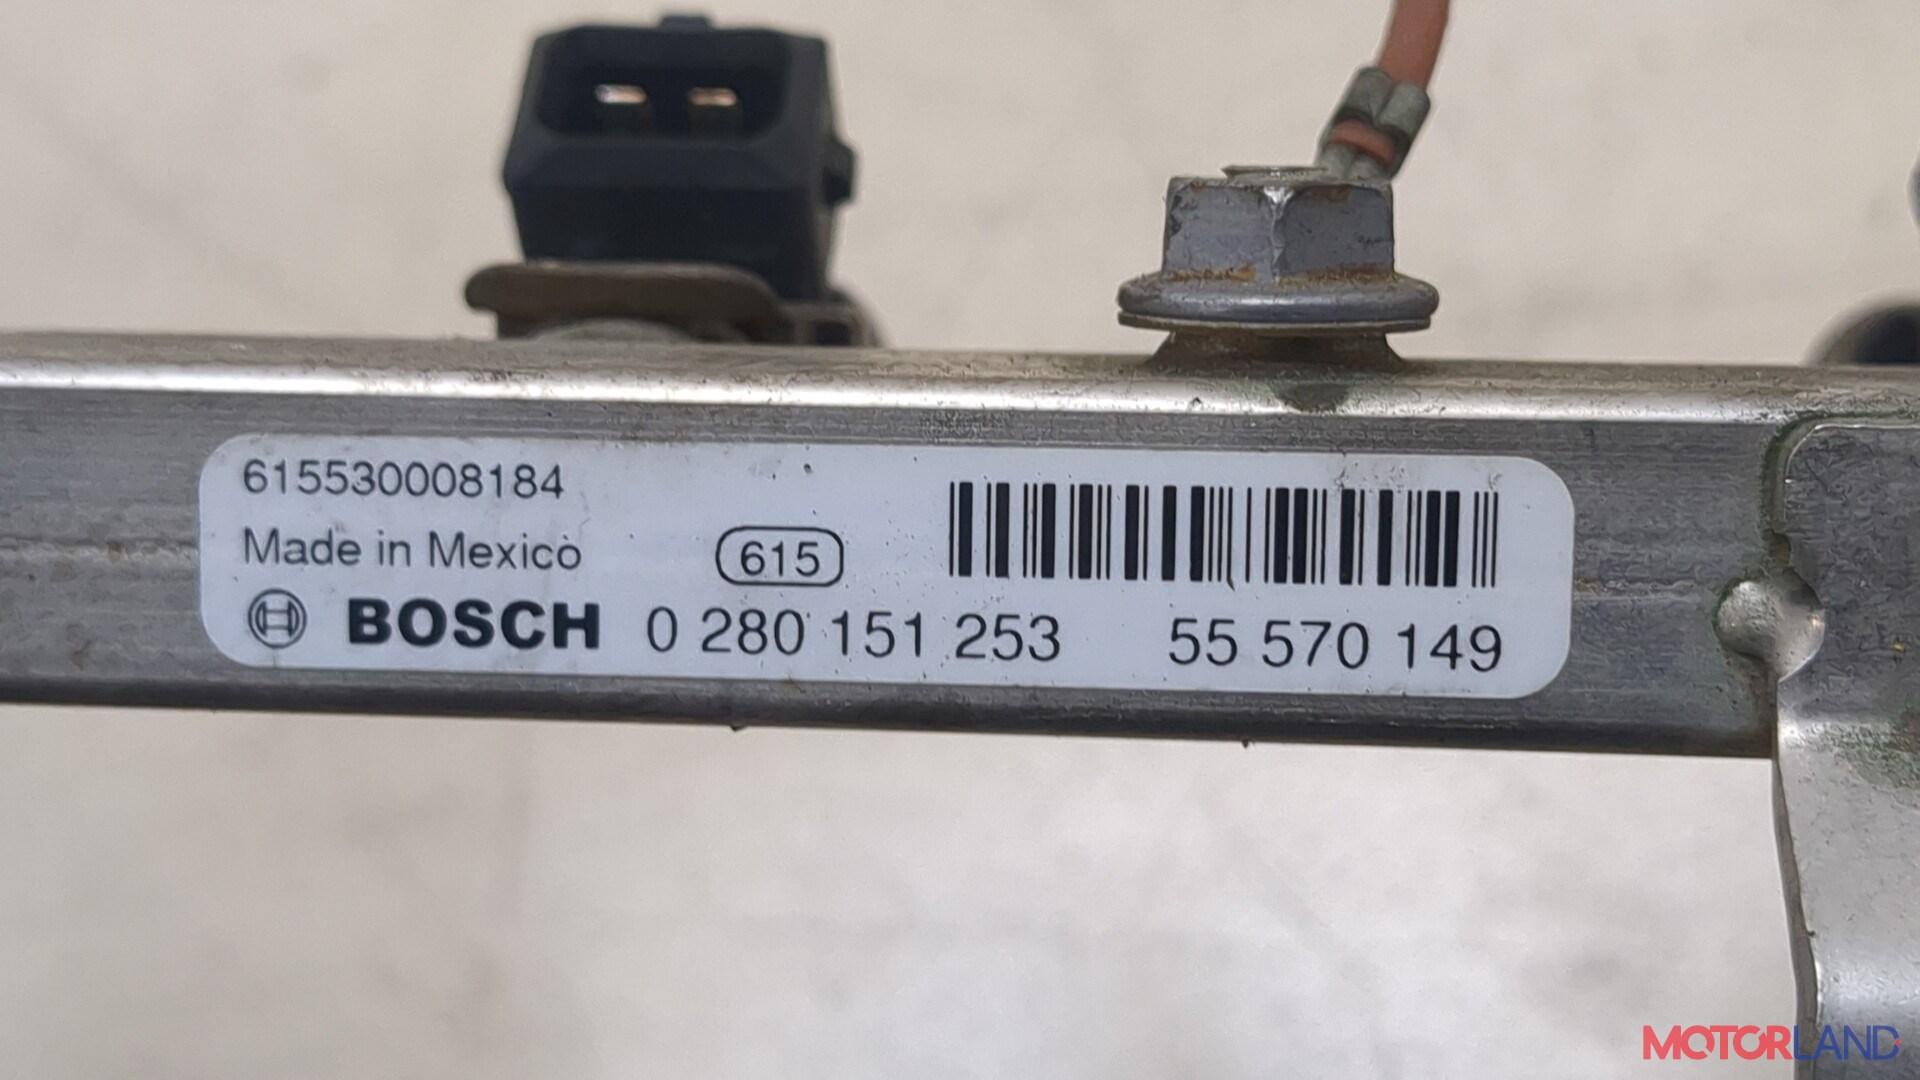 615530008184
Made in Mexico
615
BOSCH 0 280 151 253 55 570 149
MOTORLAND